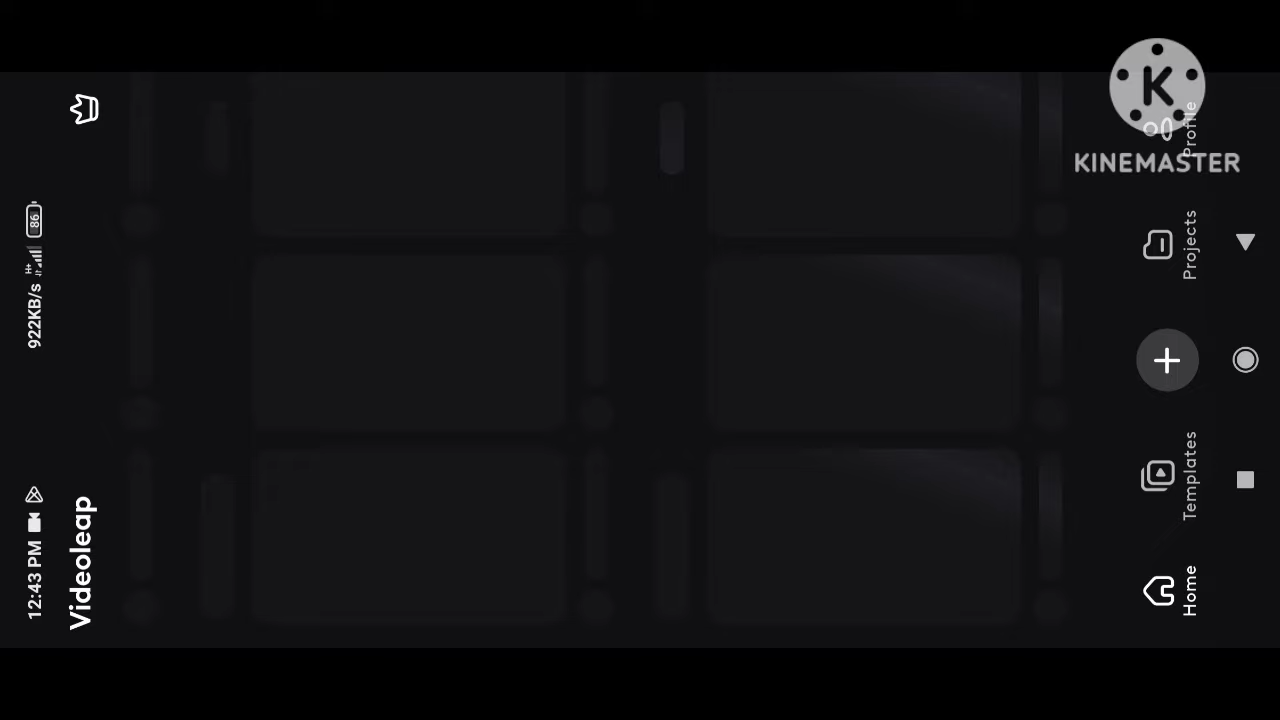 12:43 PM
922KB/s
H+
86
Videoleap
Home
Templates
Projects
Profile
K
KINEMASTER